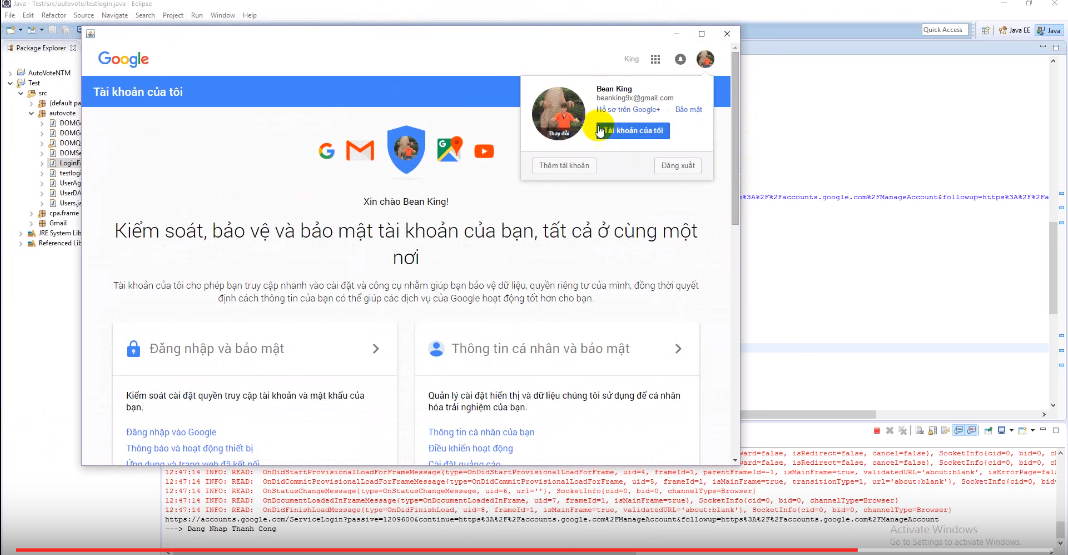 Java - Test/src/autovote/testlogin.java - Eclipse
File Edit Refactor Source Navigate Search Project Run Window Help
Quick Access
Java EE
Java
Package Explorer
AutoVoteNTM
Test
src
(default pa
autovote
DOMG
DOMG
DOMQ
DOMSe
LoginFa
testlogi
UserAg
UserDA
Users.ja
cpa.frame
Gmail
JRE System Lib
Referenced Lib
Google
King
Tài khoản của tôi
Bean King
beanking9x@gmail.com
Hồ sơ trên Google+ Bảo mật
Thay đổi
Tài khoản của tôi
Thêm tài khoản
Đăng xuất
Xin chào Bean King!
Kiểm soát, bảo vệ và bảo mật tài khoản của bạn, tất cả ở cùng một
nơi
Tài khoản của tôi cho phép bạn truy cập nhanh vào cài đặt và công cụ nhằm giúp bạn bảo vệ dữ liệu, quyền riêng tư của mình, đồng thời quyết
định cách thông tin của bạn có thể giúp các dịch vụ của Google hoạt động tốt hơn cho bạn.
Đăng nhập và bảo mật
Kiểm soát cài đặt quyền truy cập tài khoản và mật khẩu của
bạn.
Đăng nhập vào Google
Thông báo và hoạt động thiết bị
Ứng dụng và trang web đã kết nối
Thông tin cá nhân và bảo mật
Quản lý cài đặt hiển thị và dữ liệu chúng tôi sử dụng để cá nhân
hóa trải nghiệm của bạn.
Thông tin cá nhân của bạn
Điều khiển hoạt động
Cài đặt quảng cáo
%3A%2F%2Faccounts.google.com%2FManageAccount&followup=https%3A%2F%2Fa
ward=false, isRedirect=false, cancel=false}, SocketInfo{cid=0, bid=0, ch
12:47:14 INFO: READ: OnDidStartProvisionalLoadForFrameMessage{type=OnDidStartProvisionalLoadForFrame, uid=4, frameId=1, parentFrameId=-1, isMainFrame=true, validatedURL='about:blank', isErrorPage=fa
12:47:14 INFO: READ: OnDidCommitProvisionalLoadForFrameMessage{type=OnDidCommitProvisionalLoadForFrame, uid=5, frameId=1, isMainFrame=true, transitionType=1, url='about:blank'}, SocketInfo{cid=0, b
12:47:14 INFO: READ: OnStatusChangeMessage{type=OnStatusChangeMessage, uid=6, url=''}, SocketInfo{cid=0, bid=0, channelType=Browser}
12:47:14 INFO: READ: OnDocumentLoadedInFrameMessage{type=OnDocumentLoadedInFrame, uid=7, frameId=1, isMainFrame=true}, SocketInfo{cid=0, bid=0, channelType=Browser}
12:47:14 INFO: READ: OnDidFinishLoadMessage{type=OnDidFinishLoad, uid=8, frameId=1, isMainFrame=true, validatedURL='about:blank'}, SocketInfo{cid=0, bid=0, channelType=Browser}
https://accounts.google.com/ServiceLogin?passive=1209600&continue=https%3A%2F%2Faccounts.google.com%2FManageAccount&followup=https%3A%2F%2Faccounts.google.com%2FManageAccount
---> Dang Nhap Thanh Cong
Activate Windows
Go to Settings to activate Windows.